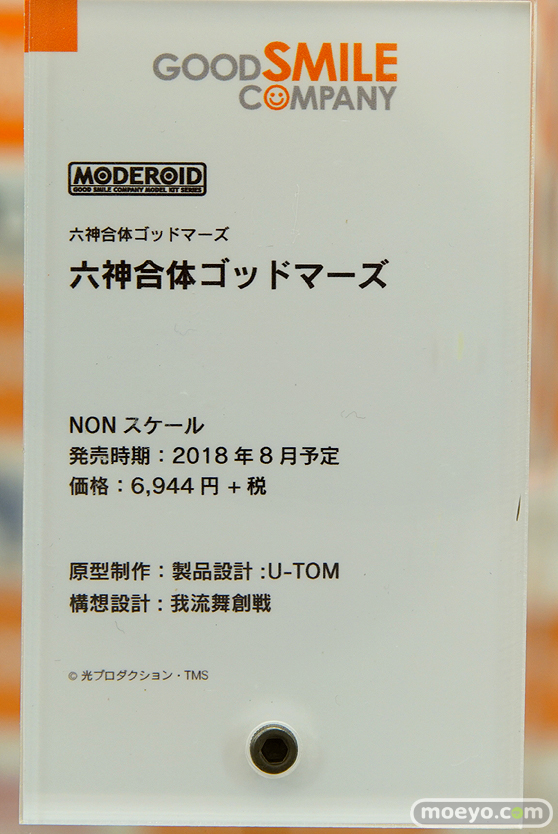 GOODSMILE
COMPANY
MODEROID
GOOD SMILE COMPANY MODEL KIT SERIES
六神合体ゴッドマーズ
六神合体ゴッドマーズ
NON スケール
発売時期：2018 年 8 月予定
価格：6,944 円 + 税
原型制作：製品設計 :U-TOM
構想設計 : 我流舞創戦
© 光プロダクション・TMS
moeyo.com